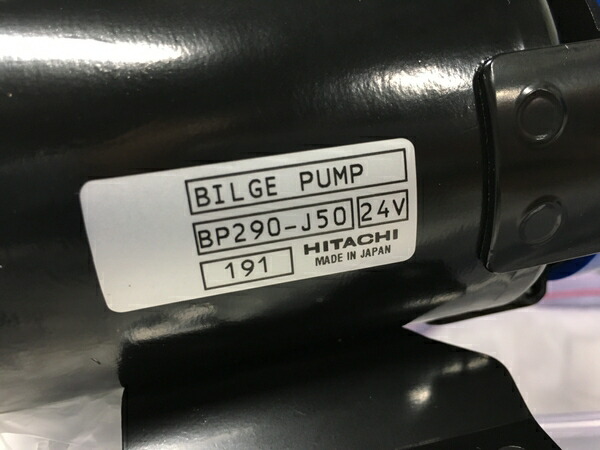 BILGE PUMP
BP290-J50 24V
191 HITACHI
MADE IN JAPAN